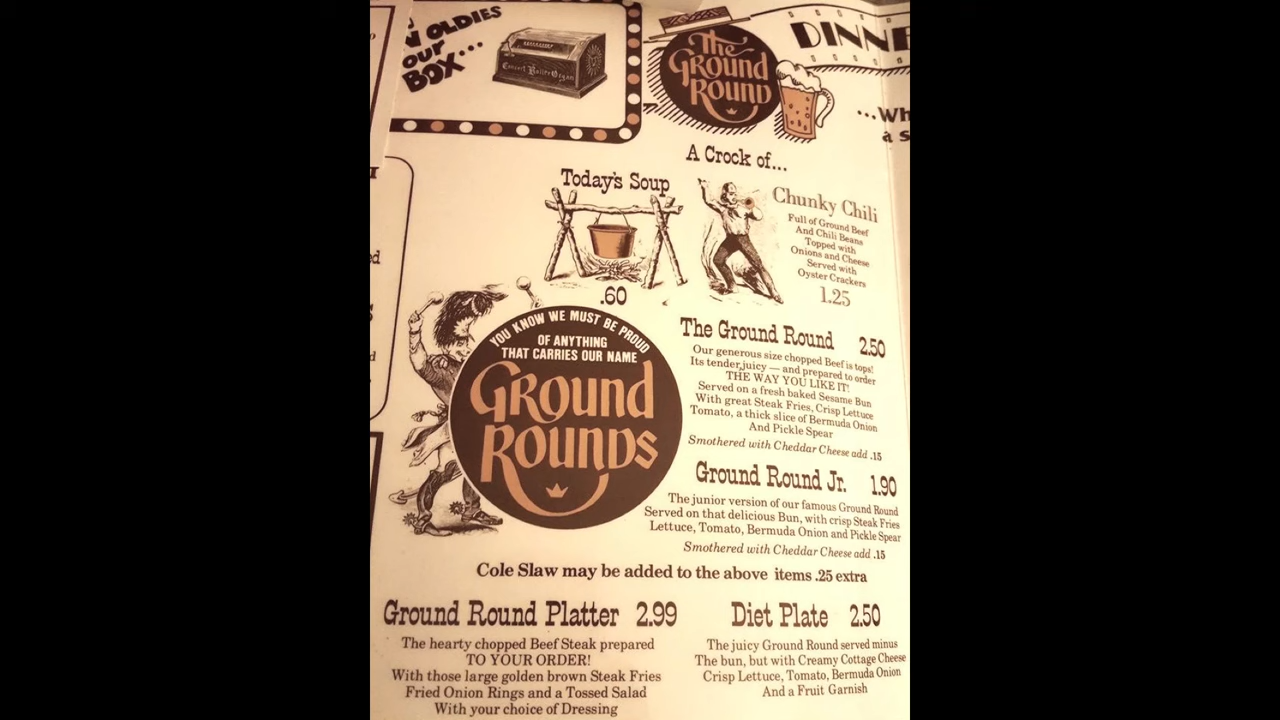 N OLDIES
our
BOX...
Concert Roller Organ
The
Ground
Round
DINNE
...Wh
a s
A Crock of...
Today's Soup
.60
Chunky Chili
Full of Ground Beef
And Chili Beans
Topped with
Onions and Cheese
Served with
Oyster Crackers
1.25
YOU KNOW WE MUST BE PROUD
OF ANYTHING
THAT CARRIES OUR NAME
Ground
Rounds
The Ground Round 2.50
Our generous size chopped Beef is tops!
Its tender, juicy — and prepared to order
THE WAY YOU LIKE IT!
Served on a fresh baked Sesame Bun
With great Steak Fries, Crisp Lettuce
Tomato, a thick slice of Bermuda Onion
And Pickle Spear
Smothered with Cheddar Cheese add .15
Ground Round Jr. 1.90
The junior version of our famous Ground Round
Served on that delicious Bun, with crisp Steak Fries
Lettuce, Tomato, Bermuda Onion and Pickle Spear
Smothered with Cheddar Cheese add .15
Cole Slaw may be added to the above items .25 extra
Ground Round Platter 2.99
The hearty chopped Beef Steak prepared
TO YOUR ORDER!
With those large golden brown Steak Fries
Fried Onion Rings and a Tossed Salad
With your choice of Dressing
Diet Plate 2.50
The juicy Ground Round served minus
The bun, but with Creamy Cottage Cheese
Crisp Lettuce, Tomato, Bermuda Onion
And a Fruit Garnish